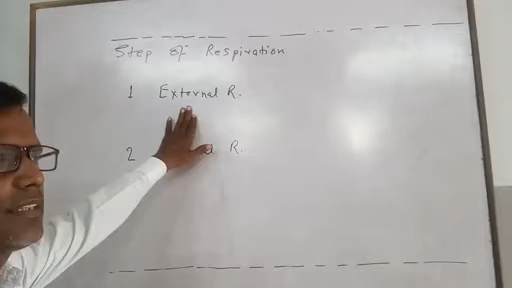 Step of Respiration
1 External R.
2 R.